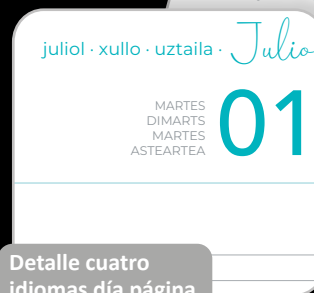 juliol · xullo · uztaila · Julio
MARTES
DIMARTS
MARTES
ASTEARTEA
01
Detalle cuatro
idiomas día página